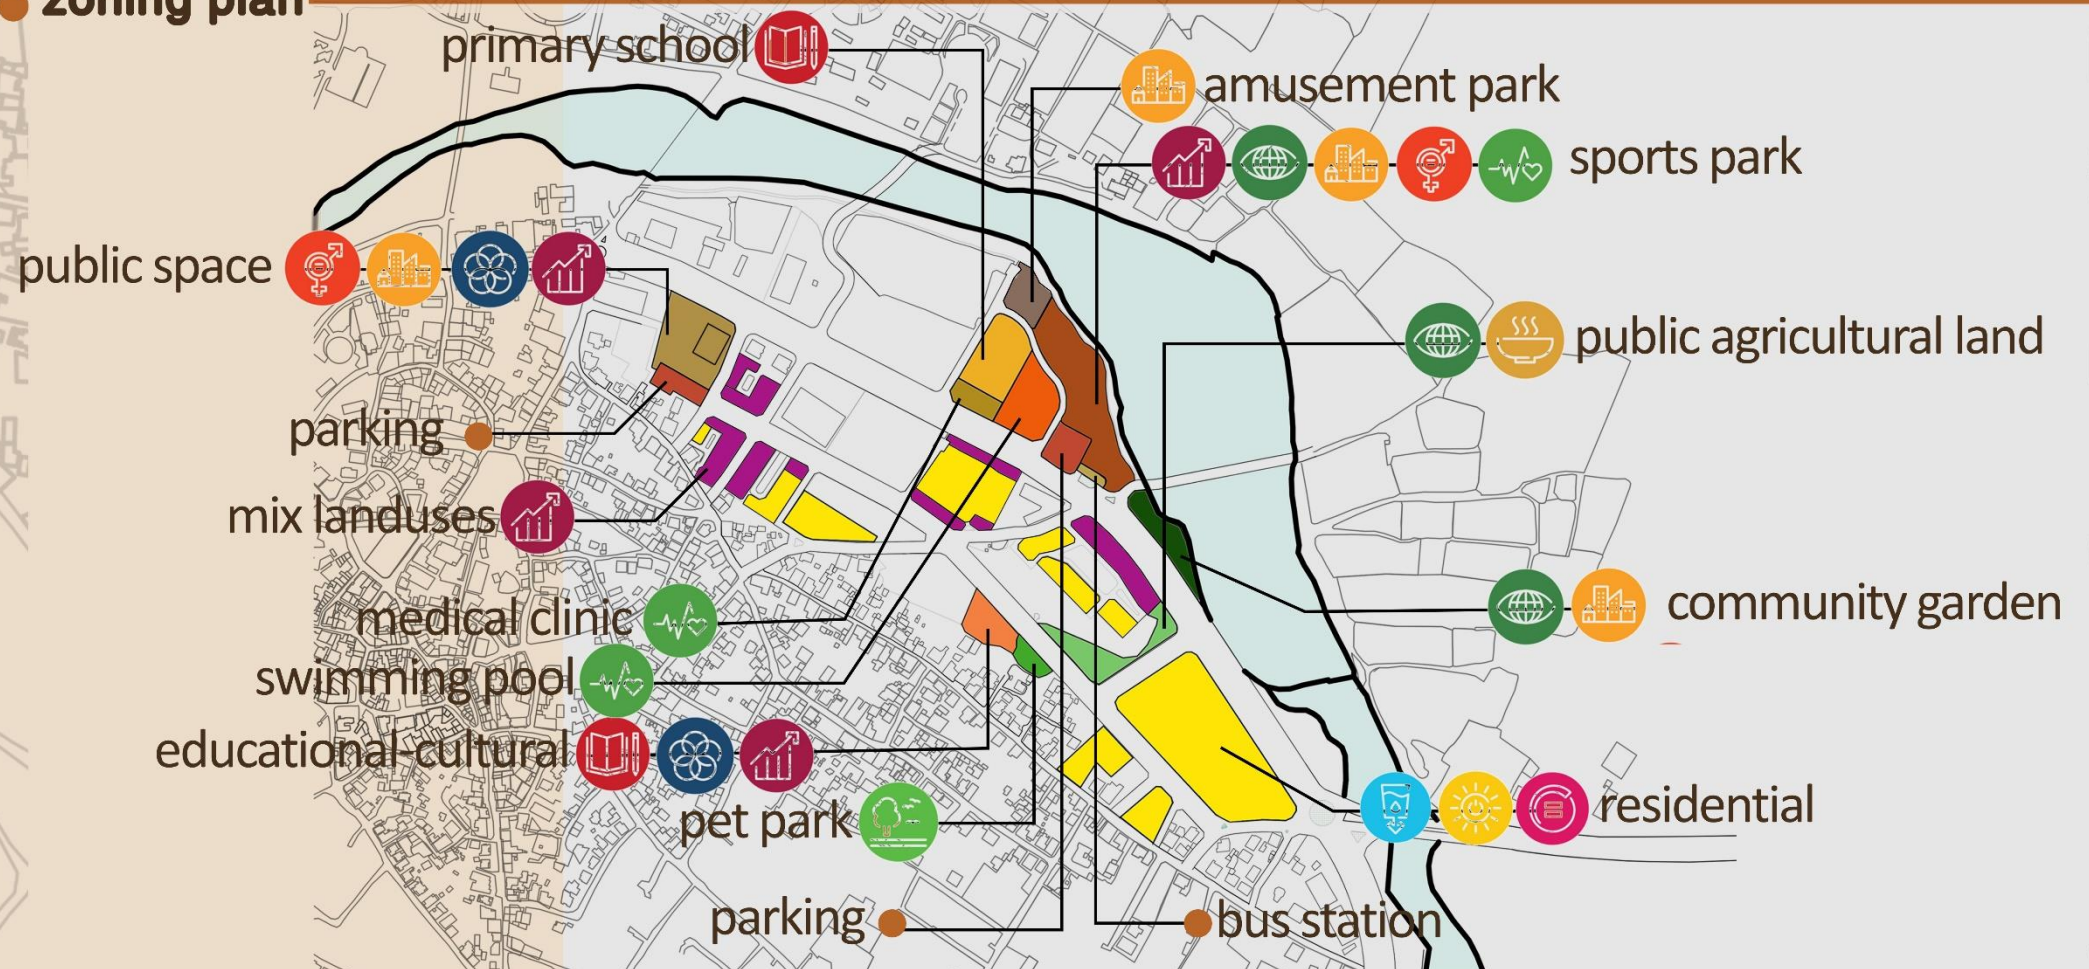 zoning plan
primary school
amusement park
sports park
public space
public agricultural land
parking
mix landuses
medical clinic
community garden
swimming pool
educational-cultural
residential
pet park
parking
bus station